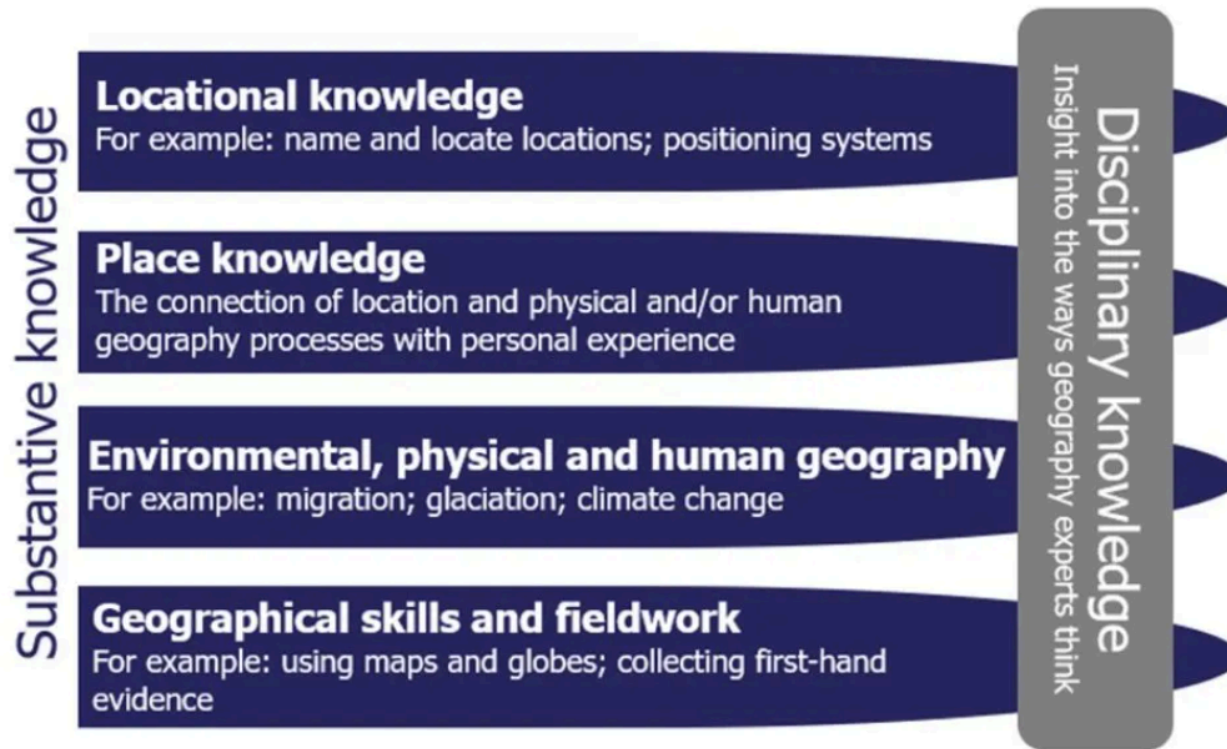 Substantive knowledge
Locational knowledge
For example: name and locate locations; positioning systems
Place knowledge
The connection of location and physical and/or human
geography processes with personal experience
Environmental, physical and human geography
For example: migration; glaciation; climate change
Geographical skills and fieldwork
For example: using maps and globes; collecting first-hand
evidence
Disciplinary knowledge
Insight into the ways geography experts think